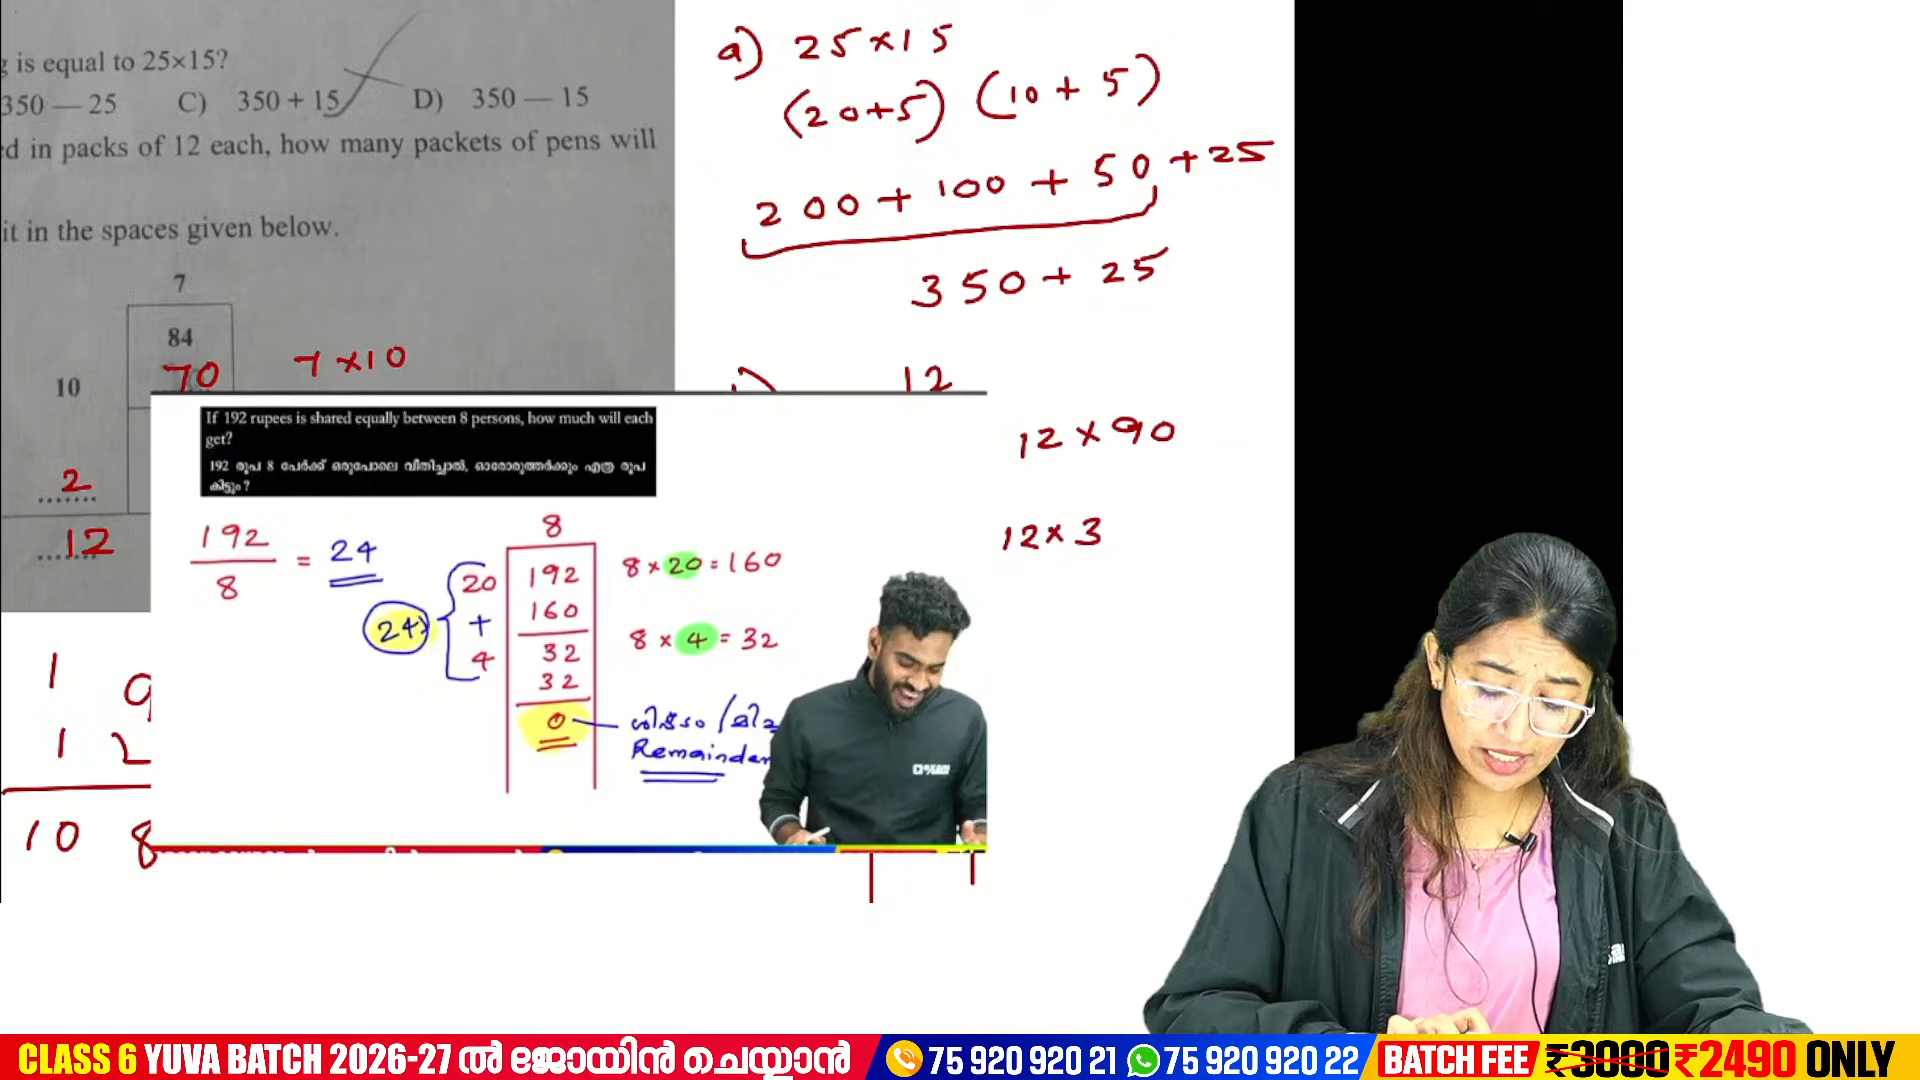 is equal to 25×15?
350 — 25 C) 350 + 15 D) 350 — 15
d in packs of 12 each, how many packets of pens will
it in the spaces given below.
7
84
10 70 7 × 10
2
12
1 9
1 2
10 8
a) 25 × 15
(20+5) (10 + 5)
200 + 100 + 50 + 25
350 + 25
12
12 × 90
12 × 3
If 192 rupees is shared equally between 8 persons, how much will each
get?
192 രൂപ 8 പേർക്ക് ഒരുപോലെ വീതിച്ചാൽ, ഓരോരുത്തർക്കും എത്ര രൂപ
കിട്ടും ?
192
8
= 24
8
20 192 8 × 20 = 160
24 + 160
4 32 8 × 4 = 32
32
0 ശിഷ്ടം /മിച
Remainder
CLASS 6 YUVA BATCH 2026-27 ൽ ജോയിൻ ചെയ്യാൻ 75 920 920 21 75 920 920 22 BATCH FEE ₹3000 ₹2490 ONLY